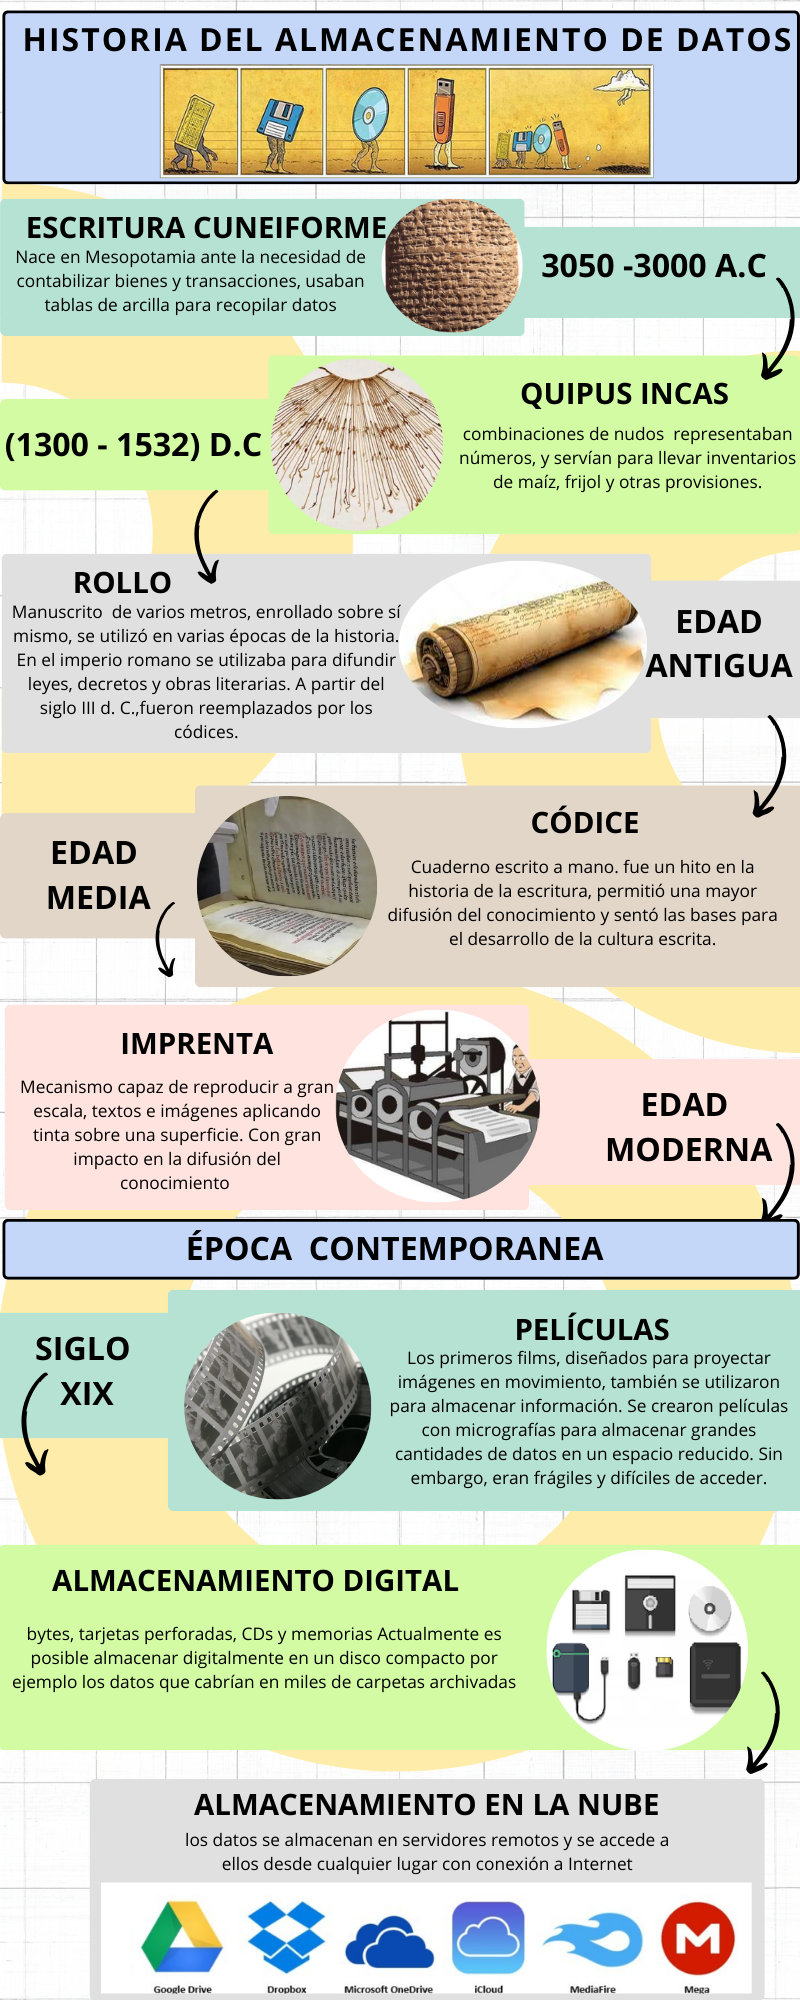 HISTORIA DEL ALMACENAMIENTO DE DATOS
ESCRITURA CUNEIFORME
Nace en Mesopotamia ante la necesidad de
contabilizar bienes y transacciones, usaban
tablas de arcilla para recopilar datos
3050 -3000 A.C
QUIPUS INCAS
combinaciones de nudos representaban
números, y servían para llevar inventarios
de maíz, frijol y otras provisiones.
(1300 - 1532) D.C
ROLLO
Manuscrito de varios metros, enrollado sobre sí
mismo, se utilizó en varias épocas de la historia.
En el imperio romano se utilizaba para difundir
leyes, decretos y obras literarias. A partir del
siglo III d. C.,fueron reemplazados por los
códices.
EDAD
ANTIGUA
CÓDICE
Cuaderno escrito a mano. fue un hito en la
historia de la escritura, permitió una mayor
difusión del conocimiento y sentó las bases para
el desarrollo de la cultura escrita.
EDAD
MEDIA
IMPRENTA
Mecanismo capaz de reproducir a gran
escala, textos e imágenes aplicando
tinta sobre una superficie. Con gran
impacto en la difusión del
conocimiento
EDAD
MODERNA
ÉPOCA CONTEMPORANEA
SIGLO
XIX
PELÍCULAS
Los primeros films, diseñados para proyectar
imágenes en movimiento, también se utilizaron
para almacenar información. Se crearon películas
con micrografías para almacenar grandes
cantidades de datos en un espacio reducido. Sin
embargo, eran frágiles y difíciles de acceder.
ALMACENAMIENTO DIGITAL
bytes, tarjetas perforadas, CDs y memorias Actualmente es
posible almacenar digitalmente en un disco compacto por
ejemplo los datos que cabrían en miles de carpetas archivadas
ALMACENAMIENTO EN LA NUBE
los datos se almacenan en servidores remotos y se accede a
ellos desde cualquier lugar con conexión a Internet
M
Google Drive
Dropbox
Microsoft OneDrive
iCloud
MediaFire
Mega